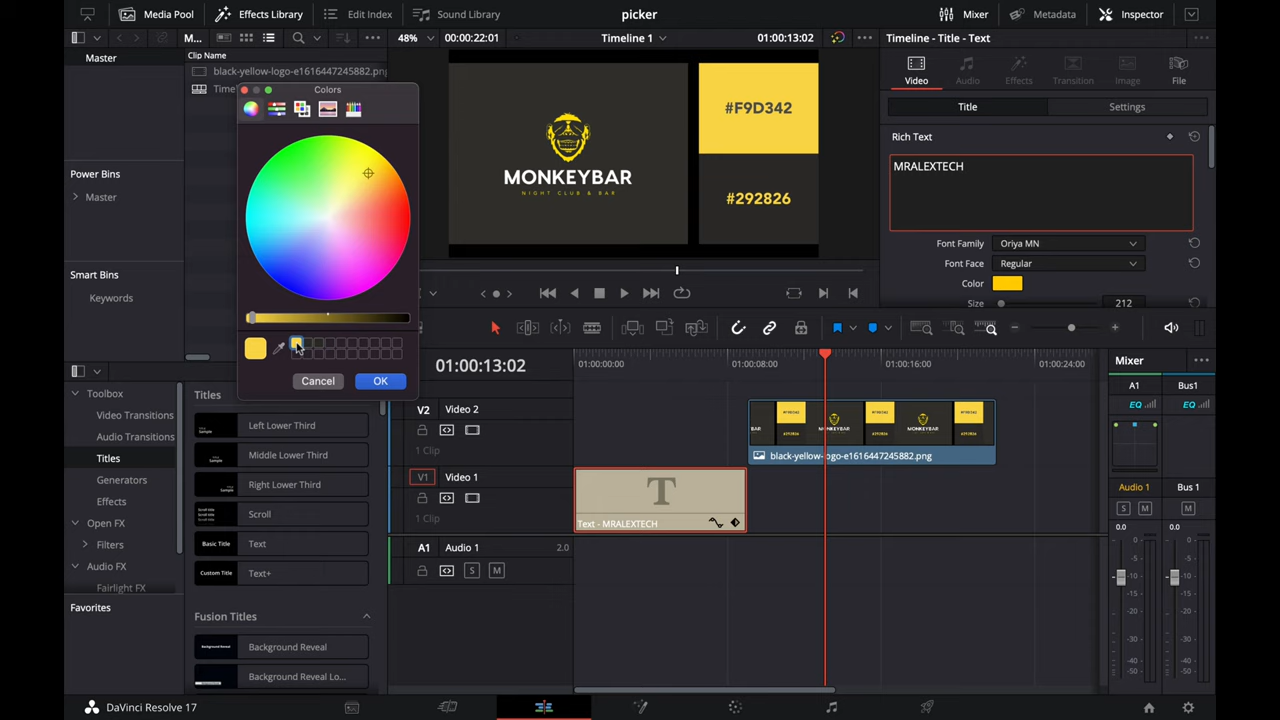 Media Pool
Effects Library
Edit Index
Sound Library
picker
Mixer
Metadata
Inspector
M...
48%
00:00:22:01
Timeline 1
01:00:13:02
Timeline - Title - Text
Master
Clip Name
black-yellow-logo-e1616447245882.png
Colors
Video
Audio
Effects
Transition
Image
File
Title
Settings
Rich Text
MRALEXTECH
#F9D342
#292826
MONKEYBAR
NIGHT CLUB & BAR
Power Bins
Master
Smart Bins
Keywords
Font Family
Oriya MN
Font Face
Regular
Color
Size
212
Cancel
OK
01:00:13:02
01:00:00:00
01:00:08:00
01:00:16:00
01:00:24:00
Mixer
A1
Bus1
EQ
EQ
Toolbox
Video Transitions
Audio Transitions
Titles
Generators
Effects
Open FX
Filters
Audio FX
Fairlight FX
Favorites
Titles
Left Lower Third
Middle Lower Third
Right Lower Third
Scroll
Basic Title
Text
Custom Title
Text+
Fusion Titles
Background Reveal
Background Reveal Lo...
V2
Video 2
1 Clip
black-yellow-logo-e1616447245882.png
V1
Video 1
1 Clip
T
Text - MRALEXTECH
A1
Audio 1
2.0
S
M
Audio 1
Bus 1
S
M
M
0.0
0.0
DaVinci Resolve 17